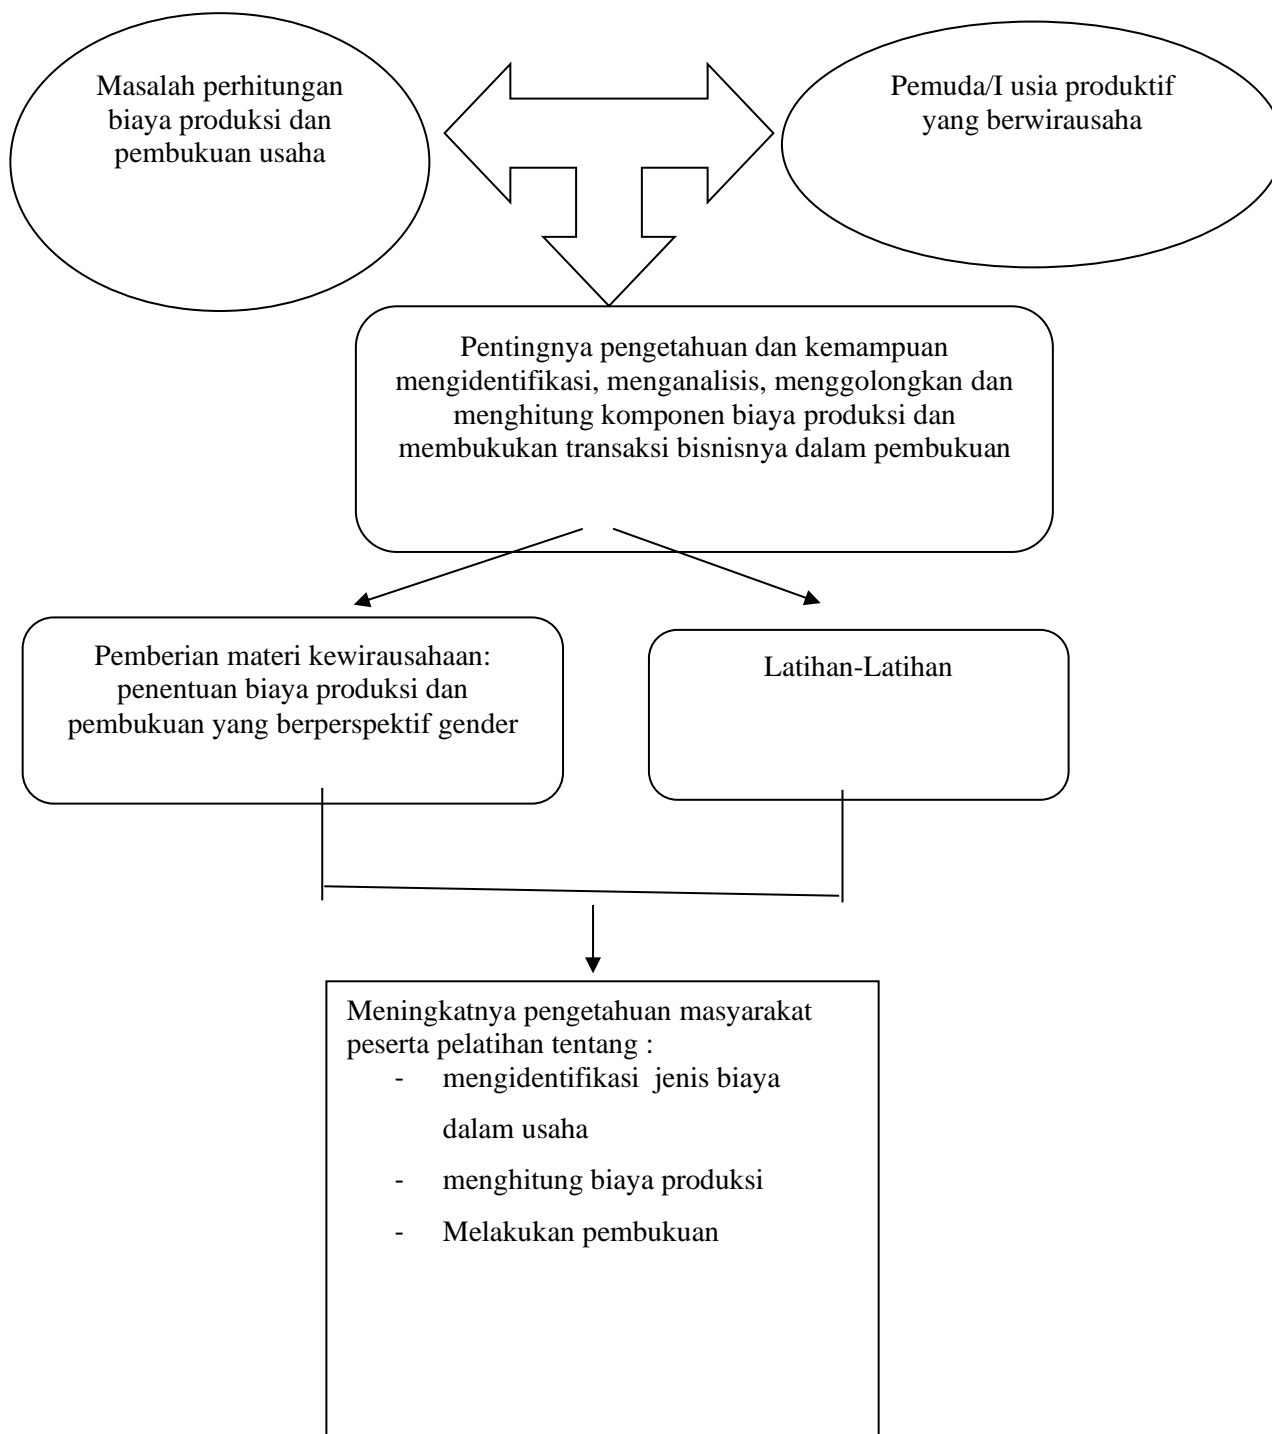 Masalah perhitungan
biaya produksi dan
pembukuan usaha
Pemuda/I usia produktif
yang berwirausaha
Pentingnya pengetahuan dan kemampuan
mengidentifikasi, menganalisis, menggolongkan dan
menghitung komponen biaya produksi dan
membukukan transaksi bisnisnya dalam pembukuan
Pemberian materi kewirausahaan:
penentuan biaya produksi dan
pembukuan yang berperspektif gender
Latihan-Latihan
Meningkatnya pengetahuan masyarakat
peserta pelatihan tentang :
- mengidentifikasi  jenis biaya
dalam usaha
- menghitung biaya produksi
- Melakukan pembukuan